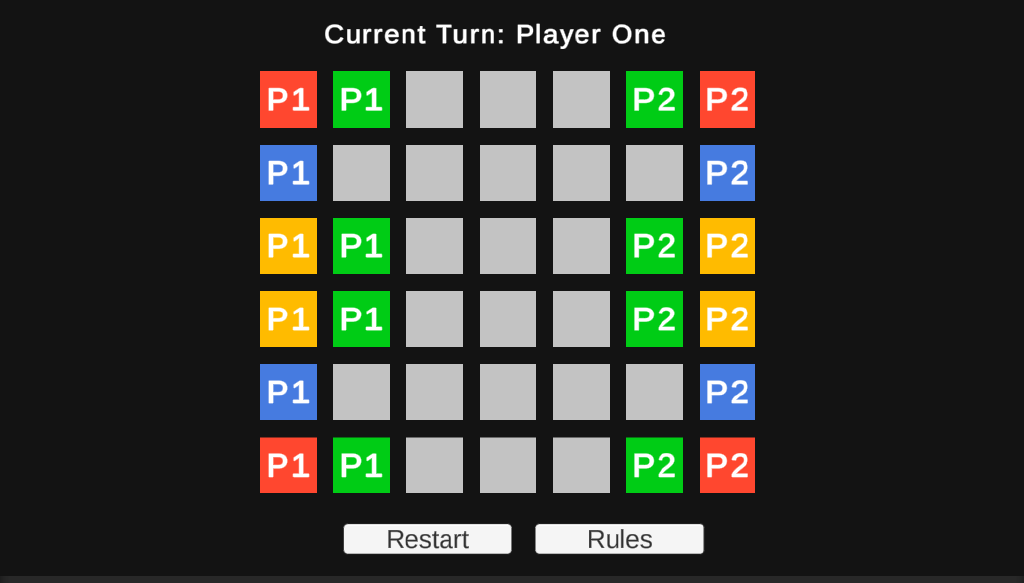 Current Turn: Player One
P1 P1 P2 P2
P1 P2
P1 P1 P2 P2
P1 P1 P2 P2
P1 P2
P1 P1 P2 P2
Restart Rules